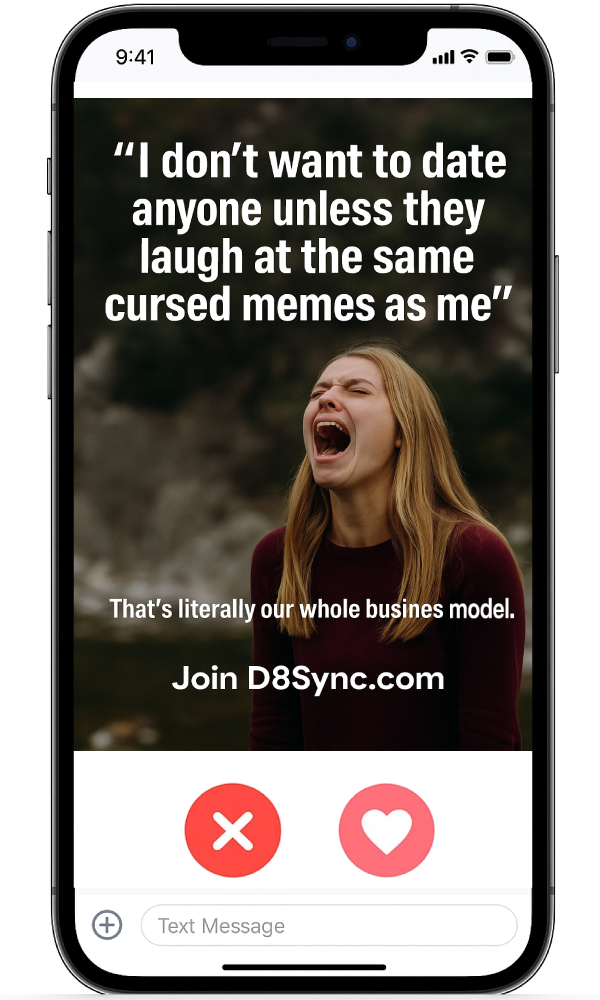 9:41
“I don’t want to date
anyone unless they
laugh at the same
cursed memes as me”
That’s literally our whole busines model.
Join D8Sync.com
Text Message